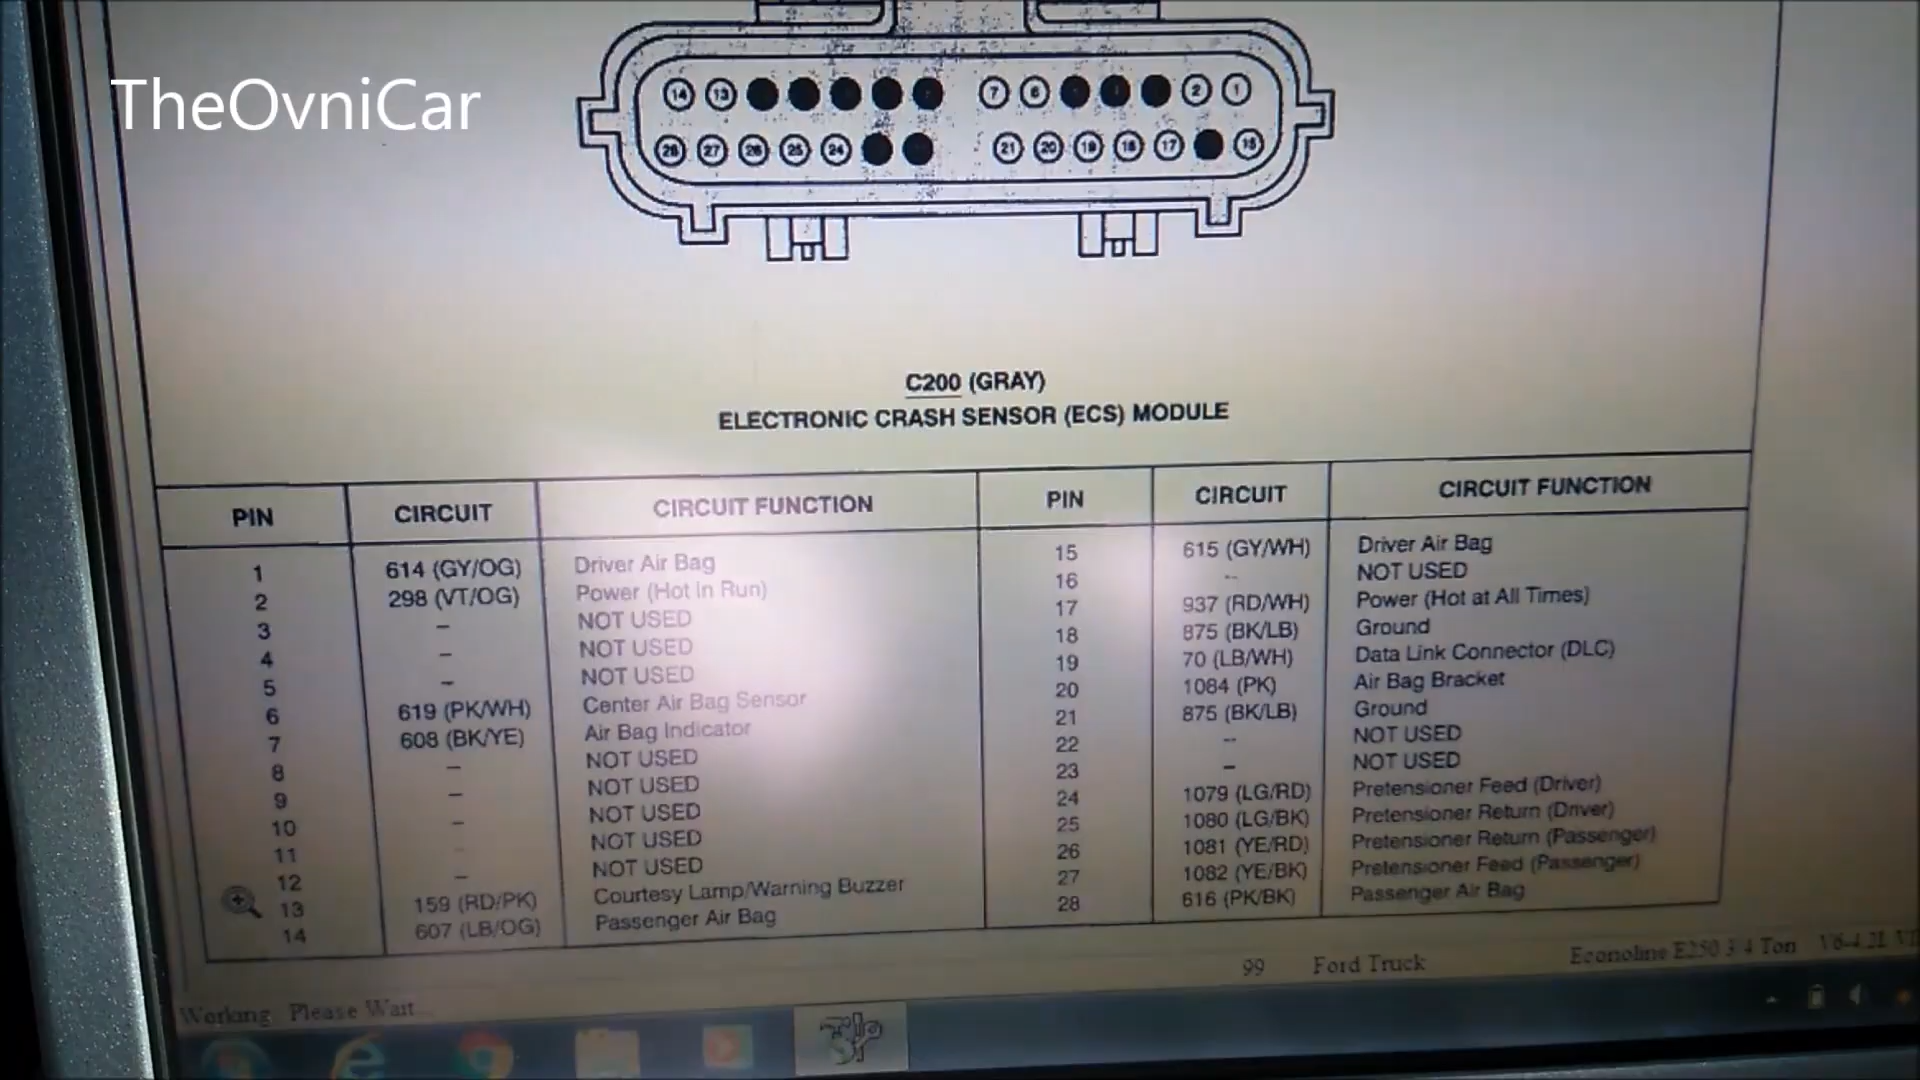 TheOvniCar
14 13 7 6 2 1
28 27 26 25 24 21 20 19 18 17 15
C200 (GRAY)
ELECTRONIC CRASH SENSOR (ECS) MODULE
PIN CIRCUIT CIRCUIT FUNCTION PIN CIRCUIT CIRCUIT FUNCTION
1 614 (GY/OG) Driver Air Bag 15 615 (GY/WH) Driver Air Bag
2 298 (VT/OG) Power (Hot in Run) 16 -- NOT USED
3 – NOT USED 17 937 (RD/WH) Power (Hot at All Times)
4 – NOT USED 18 875 (BK/LB) Ground
5 – NOT USED 19 70 (LB/WH) Data Link Connector (DLC)
6 619 (PK/WH) Center Air Bag Sensor 20 1084 (PK) Air Bag Bracket
7 608 (BK/YE) Air Bag Indicator 21 875 (BK/LB) Ground
8 – NOT USED 22 -- NOT USED
9 – NOT USED 23 – NOT USED
10 – NOT USED 24 1079 (LG/RD) Pretensioner Feed (Driver)
11 – NOT USED 25 1080 (LG/BK) Pretensioner Return (Driver)
12 – NOT USED 26 1081 (YE/RD) Pretensioner Return (Passenger)
13 159 (RD/PK) Courtesy Lamp/Warning Buzzer 27 1082 (YE/BK) Pretensioner Feed (Passenger)
14 607 (LB/OG) Passenger Air Bag 28 616 (PK/BK) Passenger Air Bag
99 Ford Truck Econoline E250 3/4 Ton V6-4.2L
Working. Please Wait...